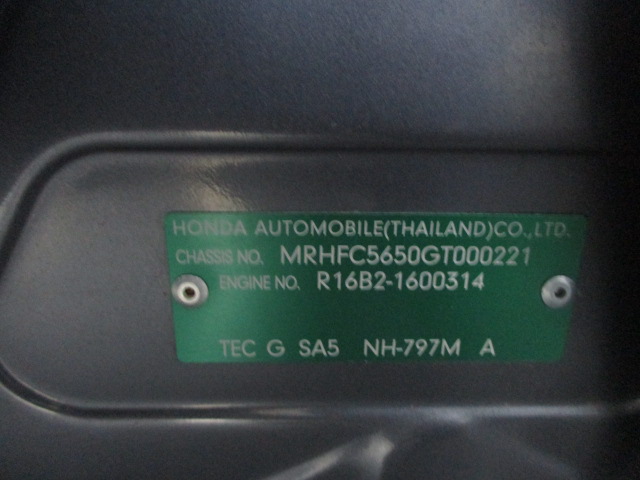 HONDA AUTOMOBILE(THAILAND)CO.,LTD.
CHASSIS NO. MRHFC5650GT000221
ENGINE NO. R16B2-1600314
TEC G SA5 NH-797M A